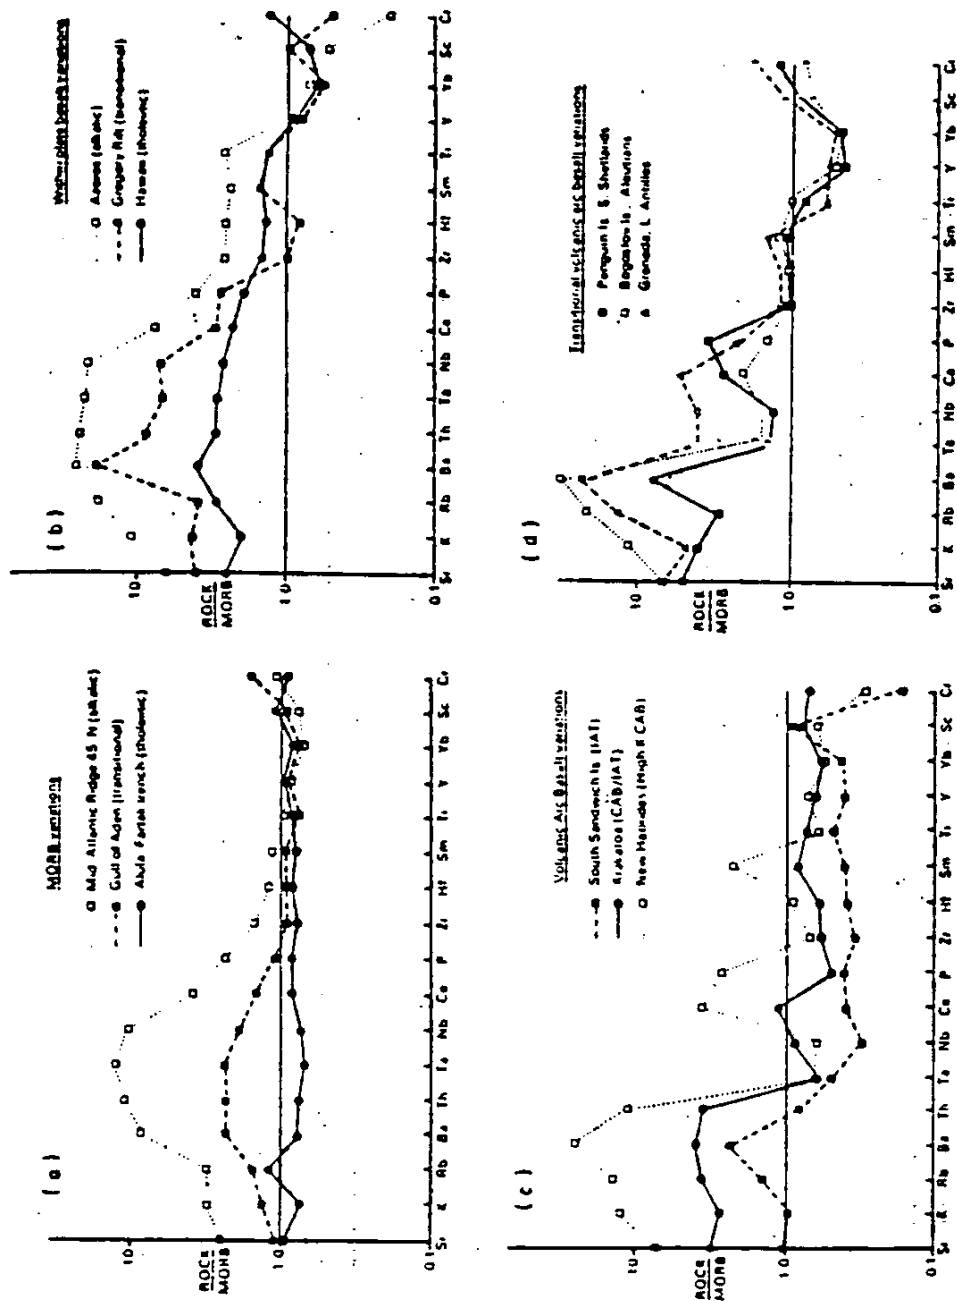 (a)
MORB variations
Mid Atlantic Ridge 45 N (alkalic)
Gulf of Aden (transitional)
Alula Fartak trench (tholeiitic)
10
ROCK
MORB
1.0
0.1
Sr K Rb Ba Th Ta Nb Ce P Zr Hf Sm Ti Y Yb Sc Cr
(b)
Within plate basalt variations
Azores (alkalic)
Gregory Rift (transitional)
Hawaii (tholeiitic)
10
ROCK
MORB
1.0
0.1
Sr K Rb Ba Th Ta Nb Ce P Zr Hf Sm Ti Y Yb Sc Cr
(c)
Volcanic Arc Basalt variations
South Sandwich Is (IAT)
(CAB/IAT)
New Hebrides (High K CAB)
10
ROCK
MORB
1.0
0.1
Sr K Rb Ba Th Ta Nb Ce P Zr Hf Sm Ti Y Yb Sc Cr
(d)
Transitional volcanic arc basalt variations
Penguin Is S. Shetlands
Bogoslov Is. Aleutians
Grenada, L Antilles
10
ROCK
MORB
1.0
0.1
Sr K Rb Ba Ta Nb Ce P Zr Hf Sm Ti Y Yb Sc Cr